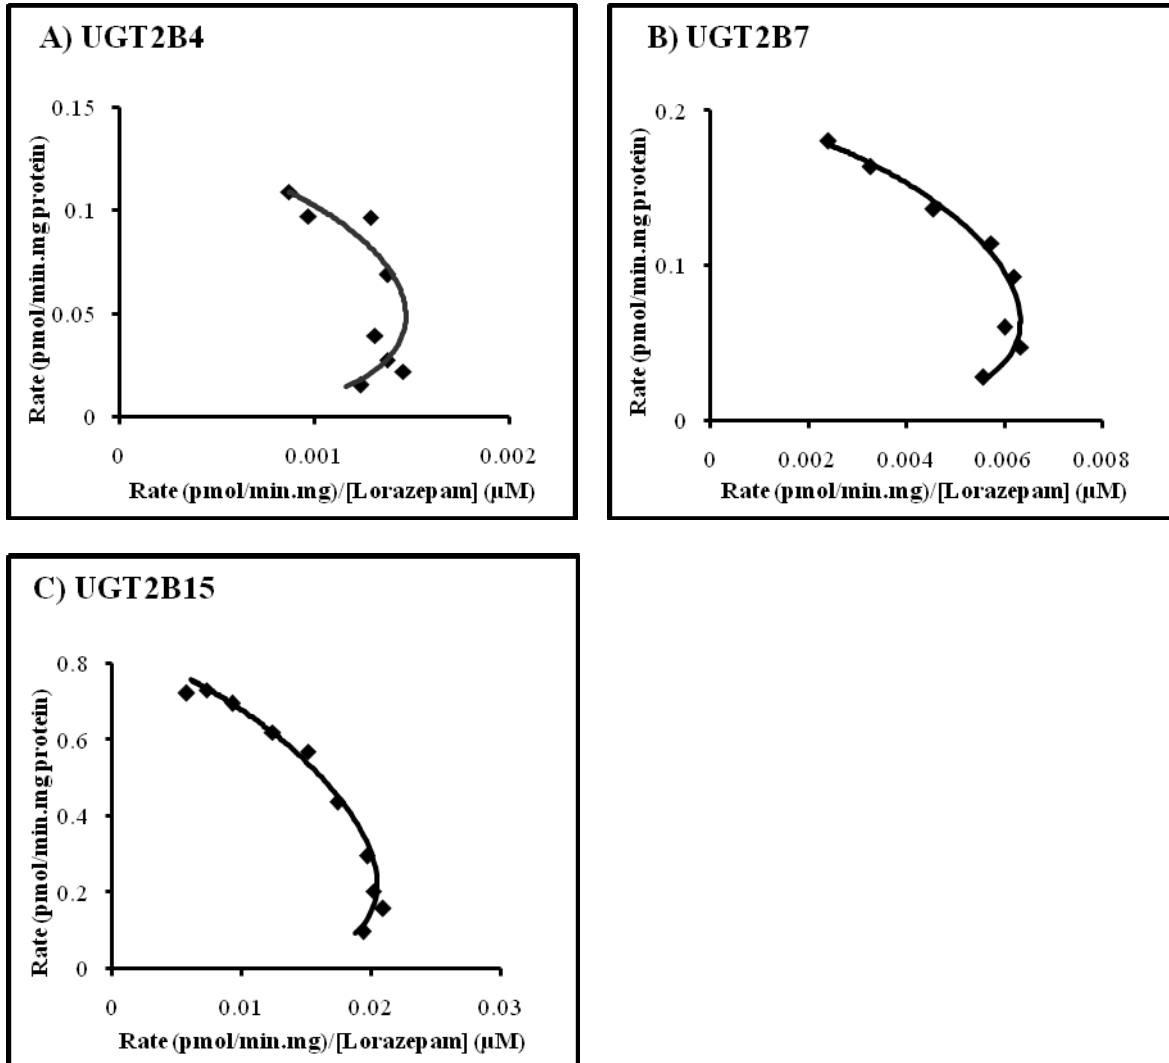 A) UGT2B4
0.15
0.1
0.05
0
0 0.001 0.002
Rate (pmol/min.mg protein)
Rate (pmol/min.mg)/[Lorazepam] (µM)
B) UGT2B7
0.2
0.1
0
0 0.002 0.004 0.006 0.008
Rate (pmol/min.mg protein)
Rate (pmol/min.mg)/[Lorazepam] (µM)
C) UGT2B15
0.8
0.6
0.4
0.2
0
0 0.01 0.02 0.03
Rate (pmol/min.mg protein)
Rate (pmol/min.mg)/[Lorazepam] (µM)